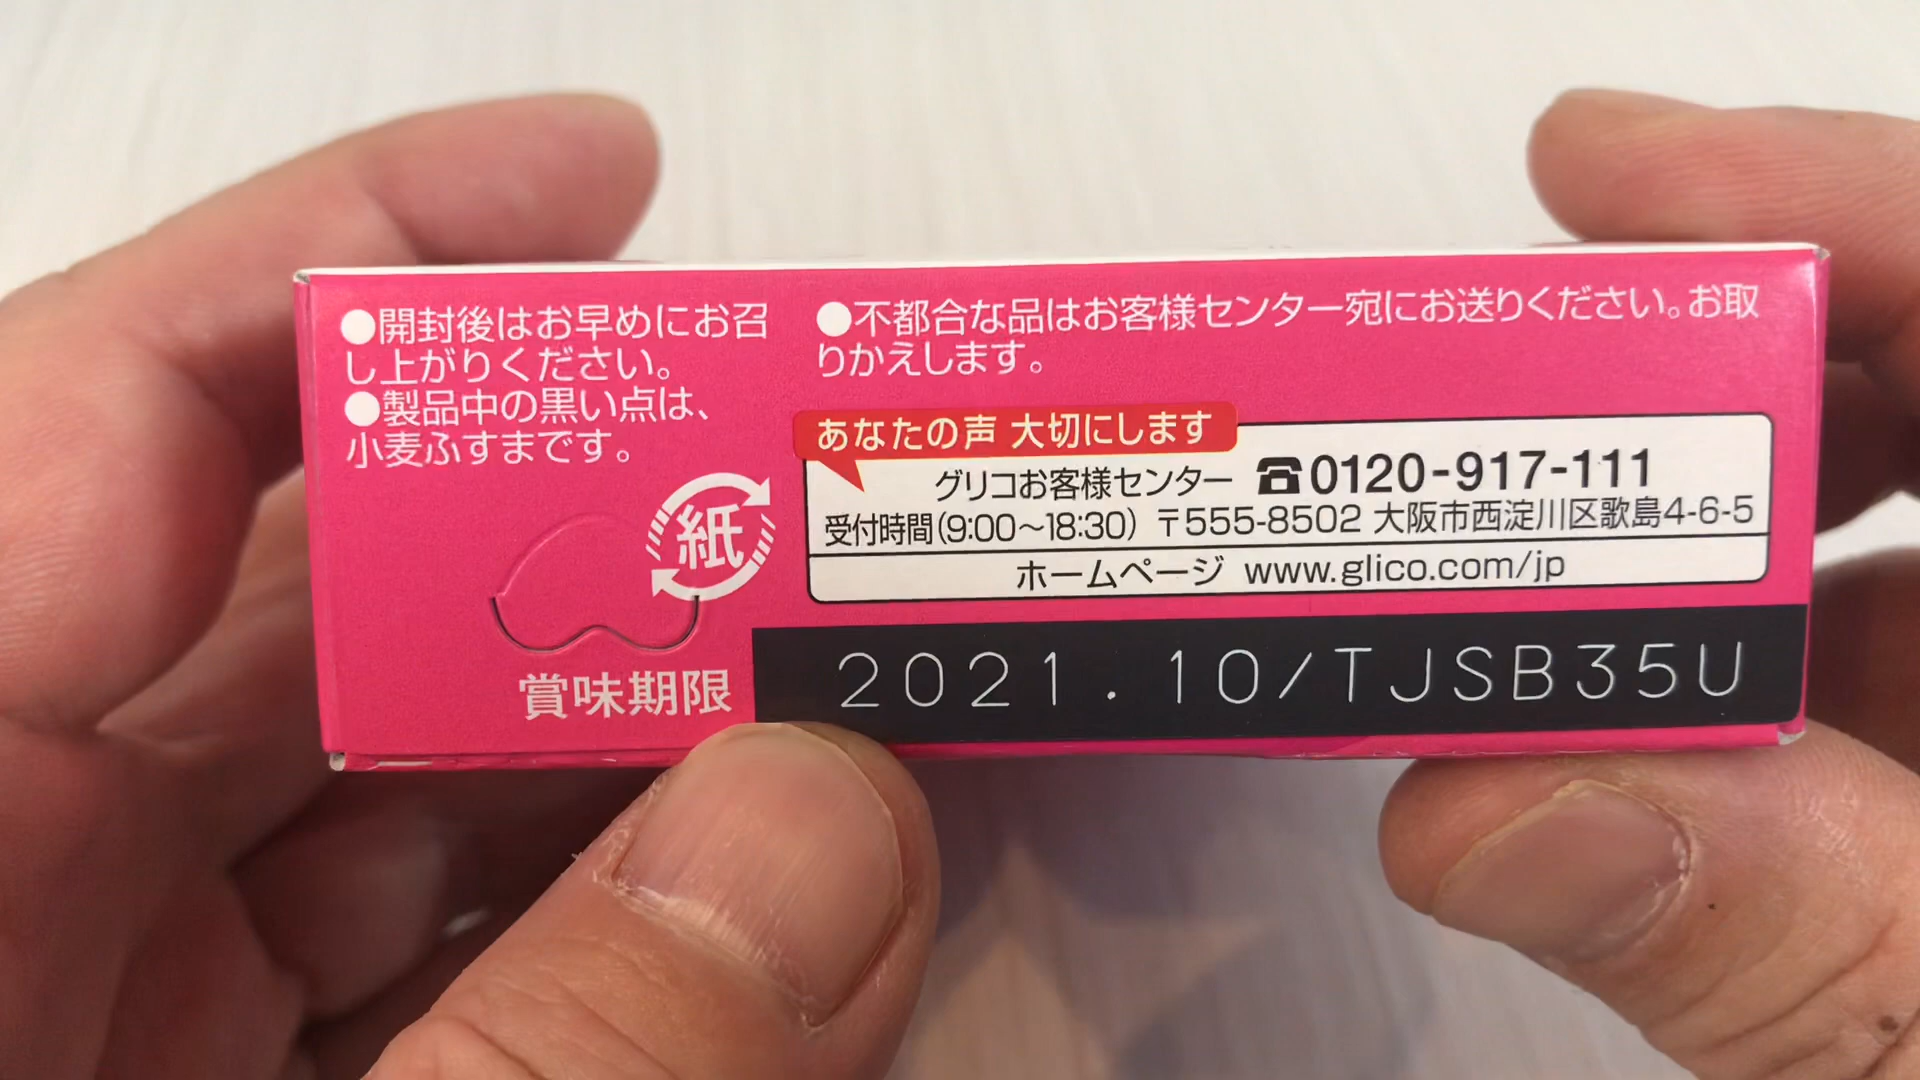 ●開封後はお早めにお召
し上がりください。
●製品中の黒い点は、
小麦ふすまです。
●不都合な品はお客様センター宛にお送りください。お取
りかえします。
あなたの声 大切にします
グリコお客様センター ☎0120-917-111
受付時間(9:00～18:30) 〒555-8502 大阪市西淀川区歌島4-6-5
ホームページ www.glico.com/jp
紙
賞味期限 2021.10/TJSB35U